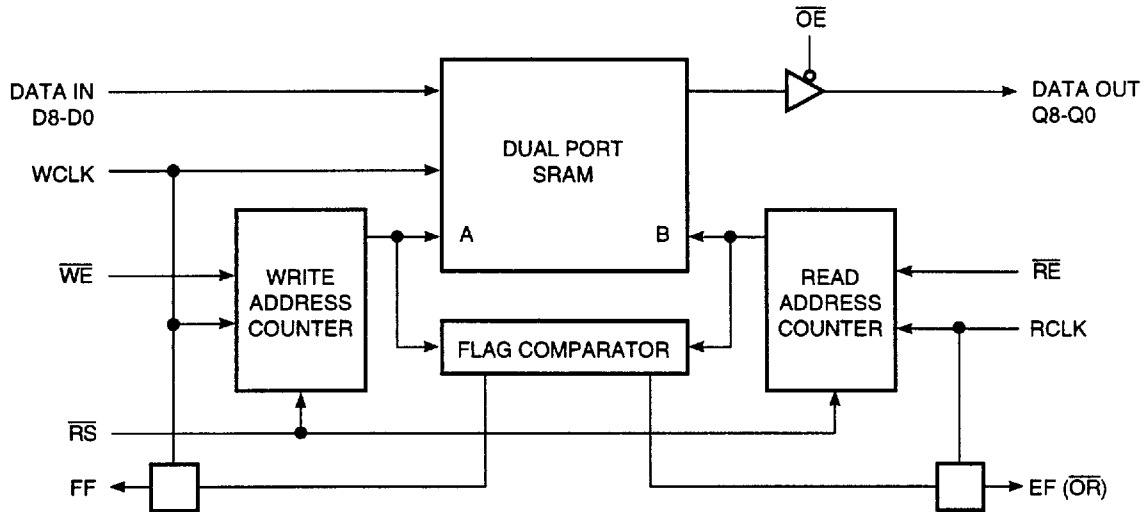 OE
DATA IN
D8-D0
DATA OUT
Q8-Q0
DUAL PORT
SRAM
WCLK
A
B
WE
WRITE
ADDRESS
COUNTER
READ
ADDRESS
COUNTER
RE
RCLK
FLAG COMPARATOR
RS
FF
EF (OR)